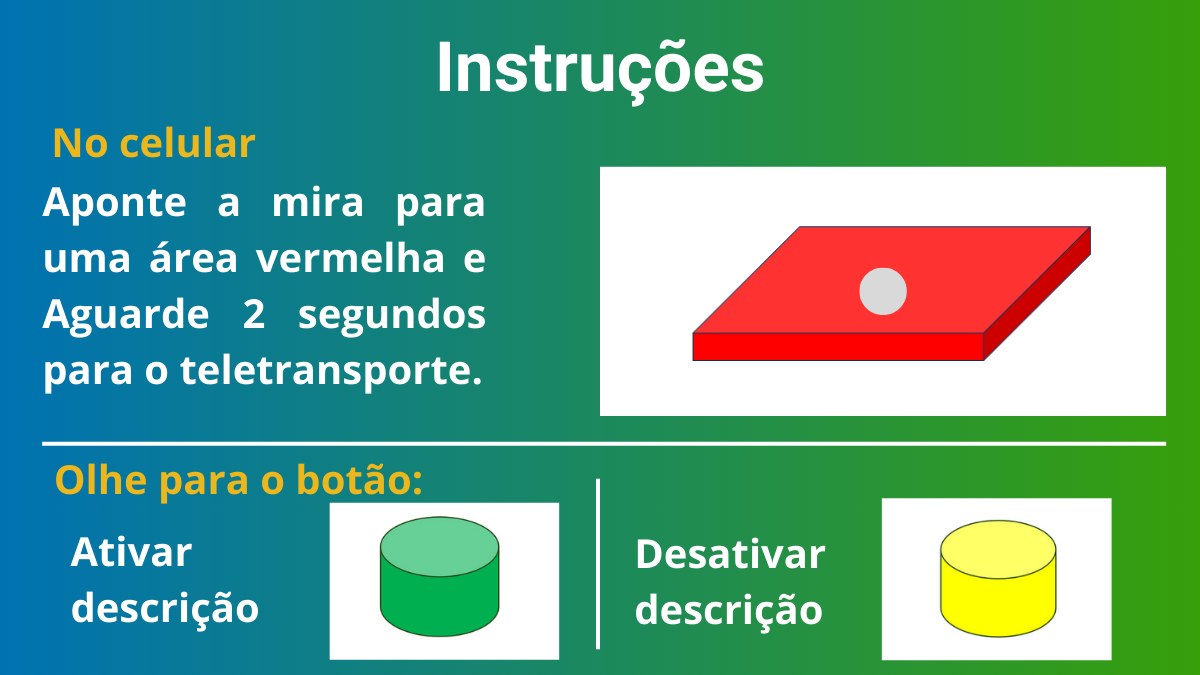 Instruções
No celular
Aponte a mira para
uma área vermelha e
Aguarde 2 segundos
para o teletransporte.
Olhe para o botão:
Ativar
descrição
Desativar
descrição